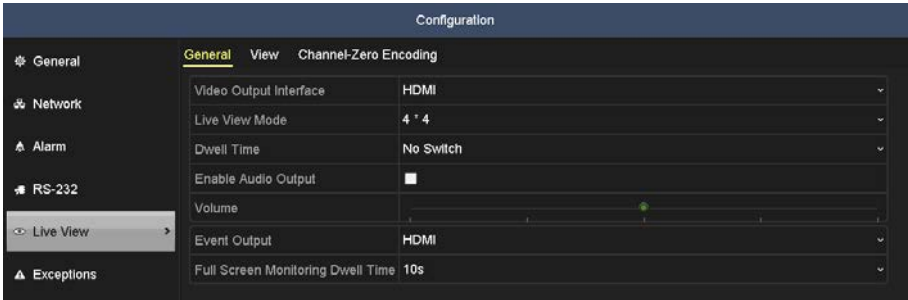 Configuration
General
Network
Alarm
RS-232
Live View
Exceptions
General View Channel-Zero Encoding
Video Output Interface HDMI
Live View Mode 4 * 4
Dwell Time No Switch
Enable Audio Output
Volume
Event Output HDMI
Full Screen Monitoring Dwell Time 10s